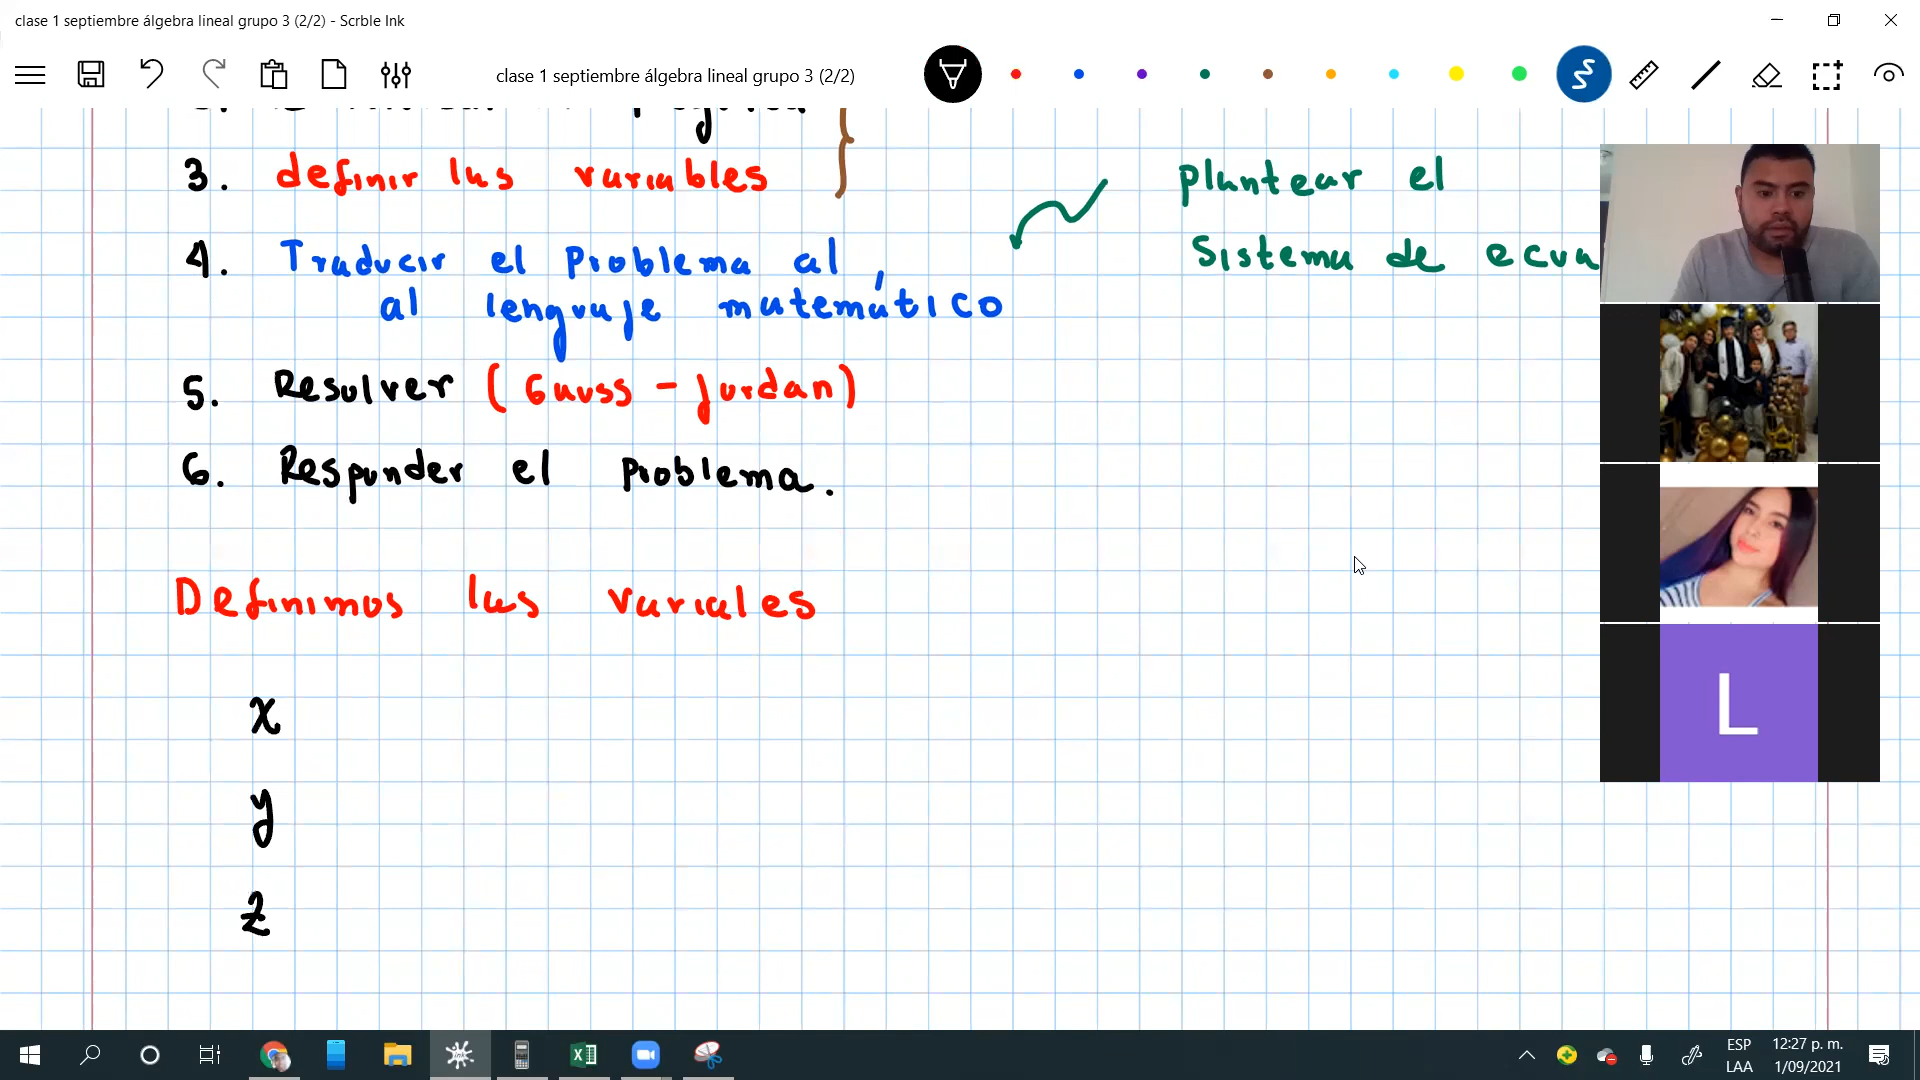 clase 1 septiembre álgebra lineal grupo 3 (2/2) - Scrble Ink
clase 1 septiembre álgebra lineal grupo 3 (2/2)
3. definir las variables
plantear el
Sistema de ecua
4. Traducir el problema al
al lenguaje matemático
5. Resolver (Gauss - jordan)
6. Responder el problema.
Definimos las variales
x
y
z
L
ESP
LAA
12:27 p. m.
1/09/2021